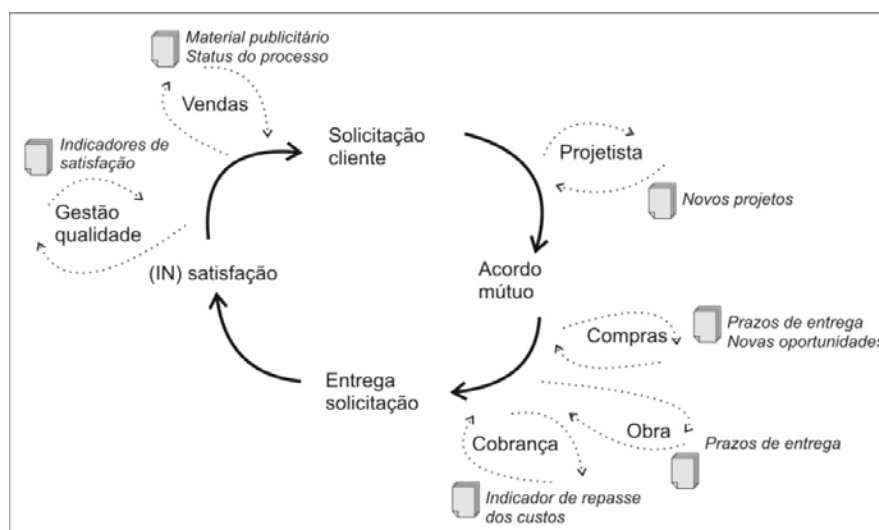 Material publicitário
Status do processo
Vendas
Indicadores de
satisfação
Gestão
qualidade
Solicitação
cliente
Projetista
Novos projetos
(IN) satisfação
Acordo
mútuo
Compras
Prazos de entrega
Novas oportunidades
Entrega
solicitação
Cobrança
Obra
Prazos de entrega
Indicador de repasse
dos custos